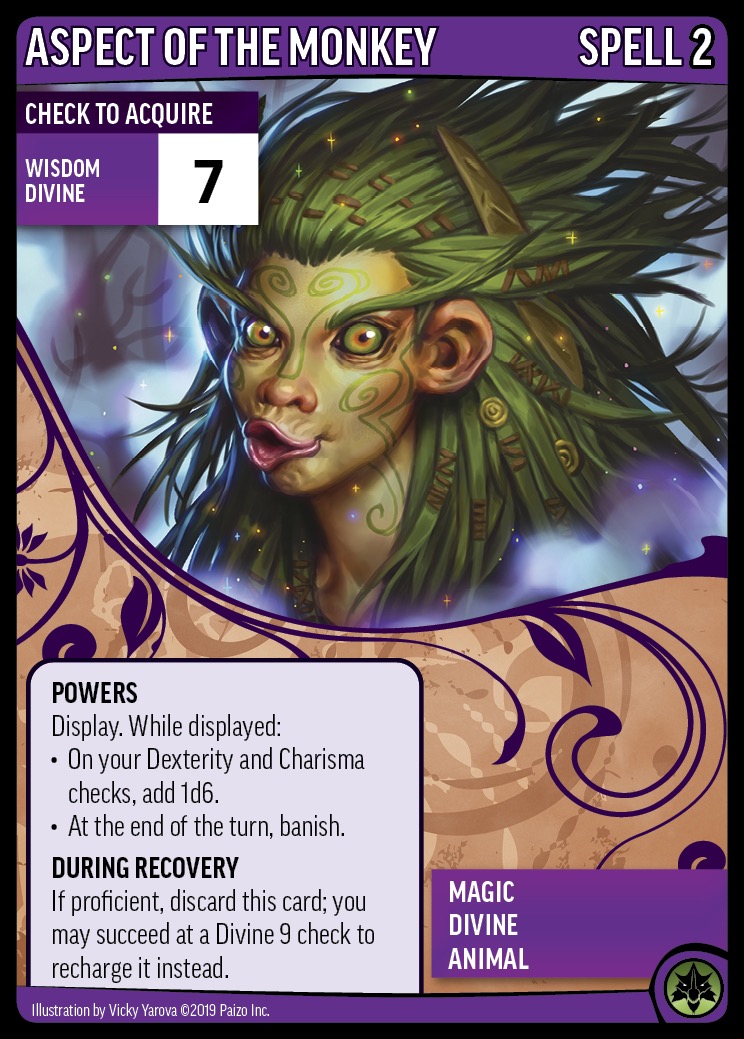 ASPECT OF THE MONKEY
SPELL 2
CHECK TO ACQUIRE
WISDOM
DIVINE
7
POWERS
Display. While displayed:
• On your Dexterity and Charisma
checks, add 1d6.
• At the end of the turn, banish.
DURING RECOVERY
If proficient, discard this card; you
may succeed at a Divine 9 check to
recharge it instead.
MAGIC
DIVINE
ANIMAL
Illustration by Vicky Yarova ©2019 Paizo Inc.